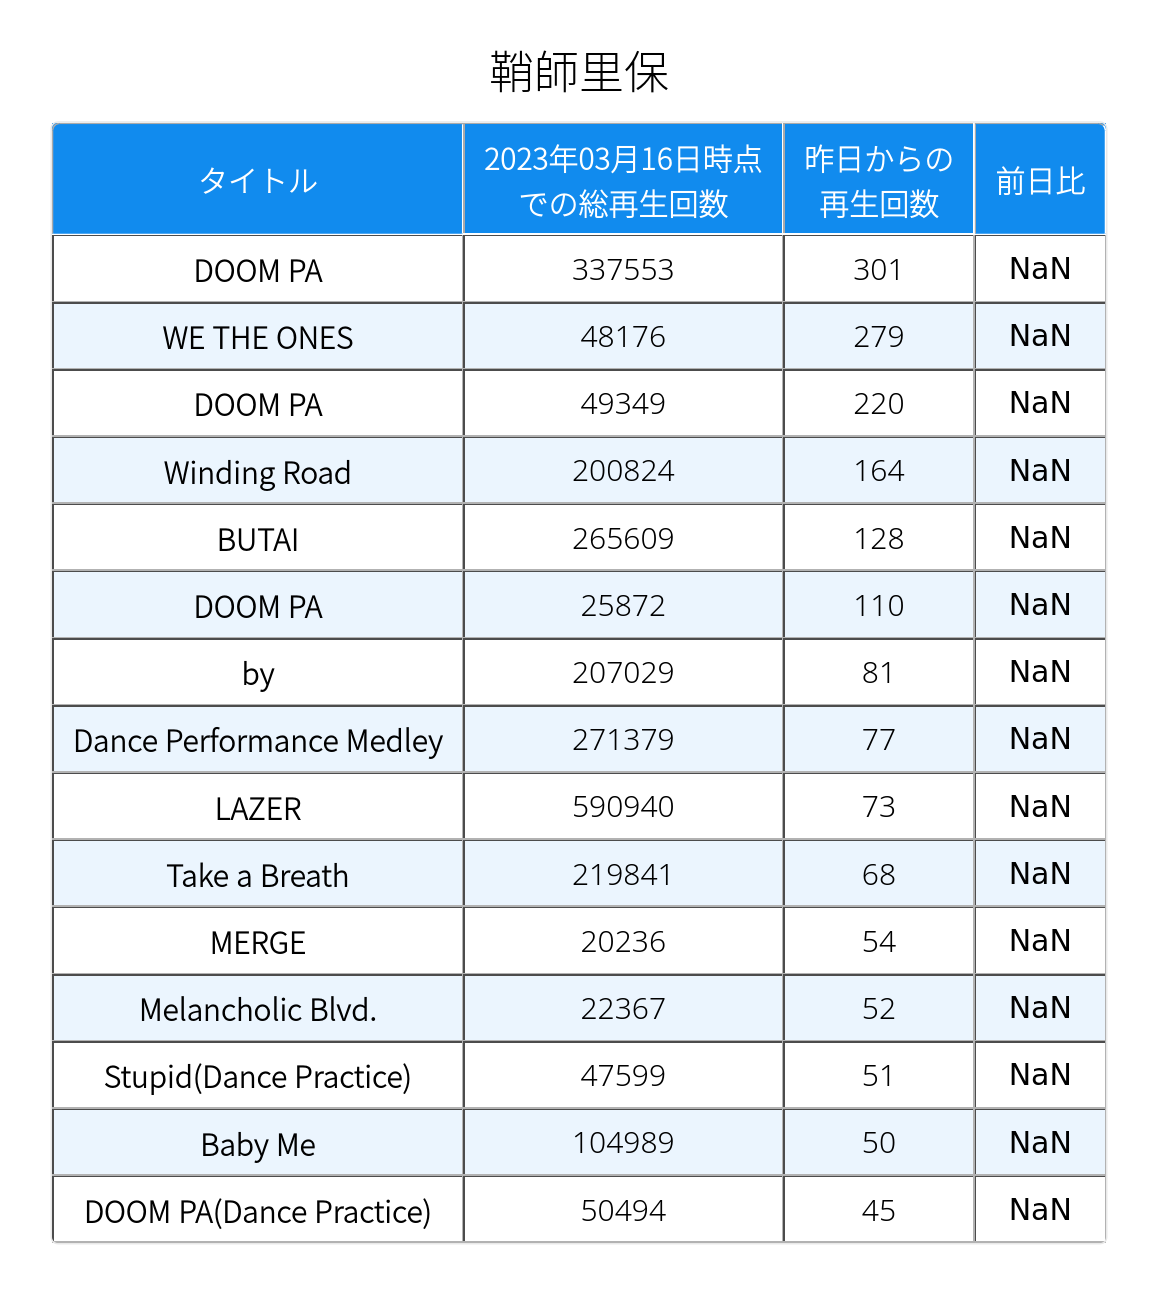 鞘師里保
タイトル 2023年03月16日時点での総再生回数 昨日からの再生回数 前日比
DOOM PA 337553 301 NaN
WE THE ONES 48176 279 NaN
DOOM PA 49349 220 NaN
Winding Road 200824 164 NaN
BUTAI 265609 128 NaN
DOOM PA 25872 110 NaN
by 207029 81 NaN
Dance Performance Medley 271379 77 NaN
LAZER 590940 73 NaN
Take a Breath 219841 68 NaN
MERGE 20236 54 NaN
Melancholic Blvd. 22367 52 NaN
Stupid(Dance Practice) 47599 51 NaN
Baby Me 104989 50 NaN
DOOM PA(Dance Practice) 50494 45 NaN